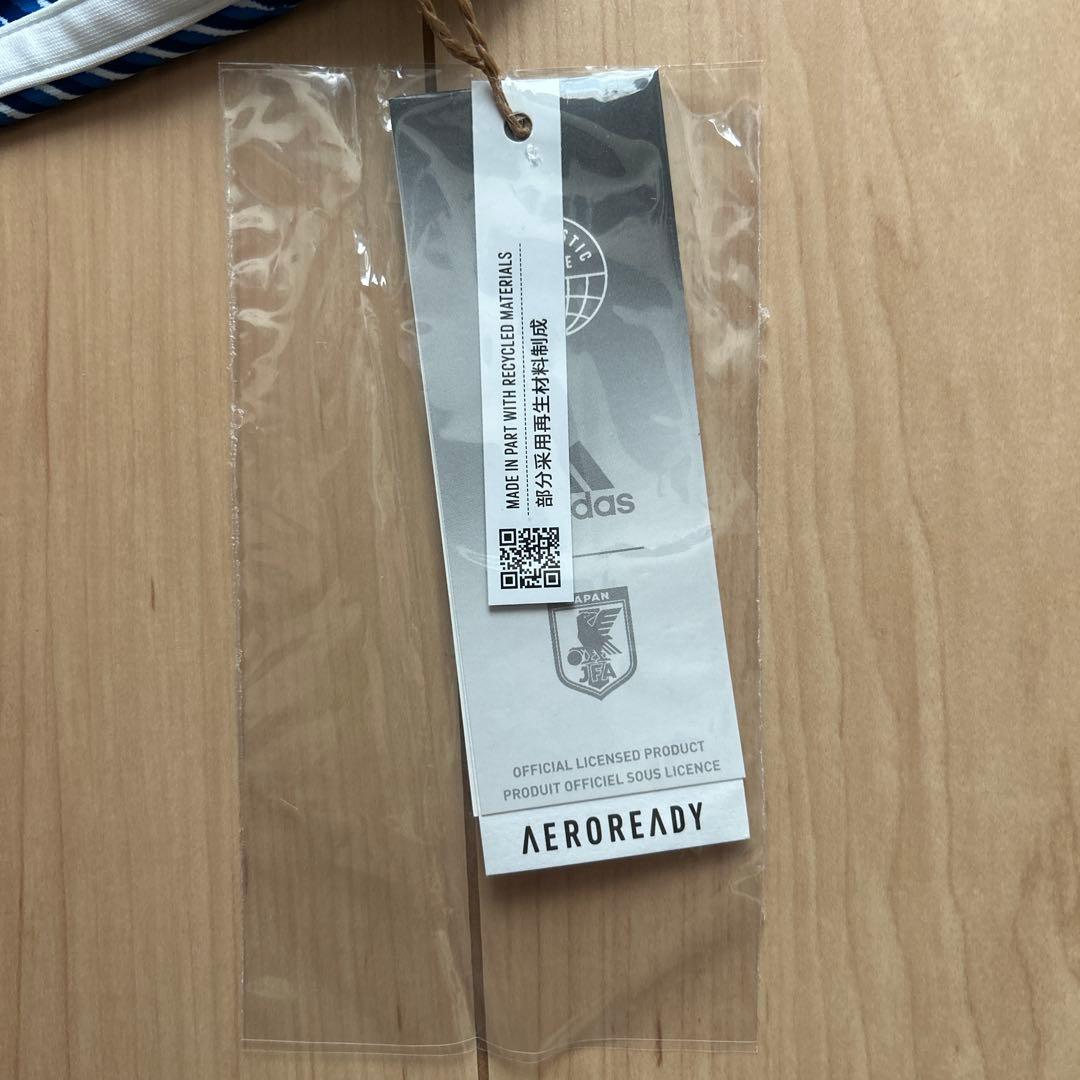 MADE IN PART WITH RECYCLED MATERIALS
部分采用再生材料制成
JAPAN
JFA
OFFICIAL LICENSED PRODUCT
PRODUIT OFFICIEL SOUS LICENCE
AEROREADY